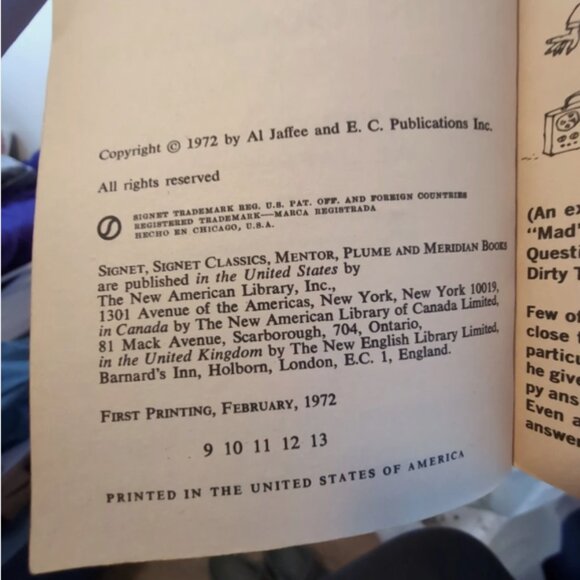 Copyright © 1972 by Al Jaffee and E. C. Publications Inc.
All rights reserved
SIGNET TRADEMARK REG. U.S. PAT. OFF. AND FOREIGN COUNTRIES
REGISTERED TRADEMARK—MARCA REGISTRADA
HECHO EN CHICAGO, U.S.A.
SIGNET, SIGNET CLASSICS, MENTOR, PLUME AND MERIDIAN BOOKS
are published in the United States by
The New American Library, Inc.,
1301 Avenue of the Americas, New York, New York 10019,
in Canada by The New American Library of Canada Limited,
81 Mack Avenue, Scarborough, 704, Ontario,
in the United Kingdom by The New English Library Limited,
Barnard's Inn, Holborn, London, E.C. 1, England.
FIRST PRINTING, FEBRUARY, 1972
9 10 11 12 13
PRINTED IN THE UNITED STATES OF AMERICA
(An ex
"Mad"
Questi
Dirty T
Few of
close t
particu
he give
py ans
Even a
answer